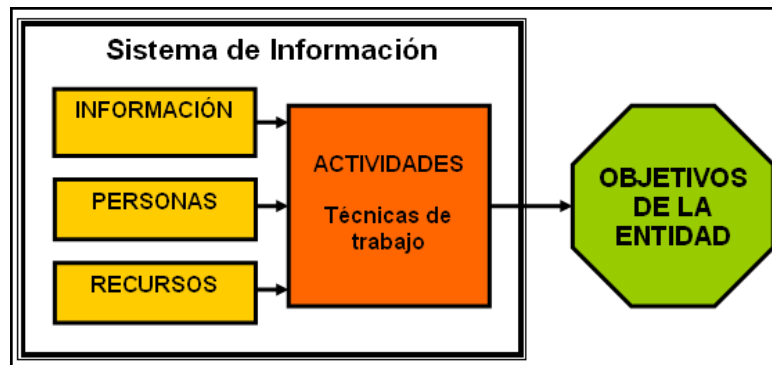 Sistema de Información
INFORMACIÓN
PERSONAS
RECURSOS
ACTIVIDADES
Técnicas de
trabajo
OBJETIVOS
DE LA
ENTIDAD